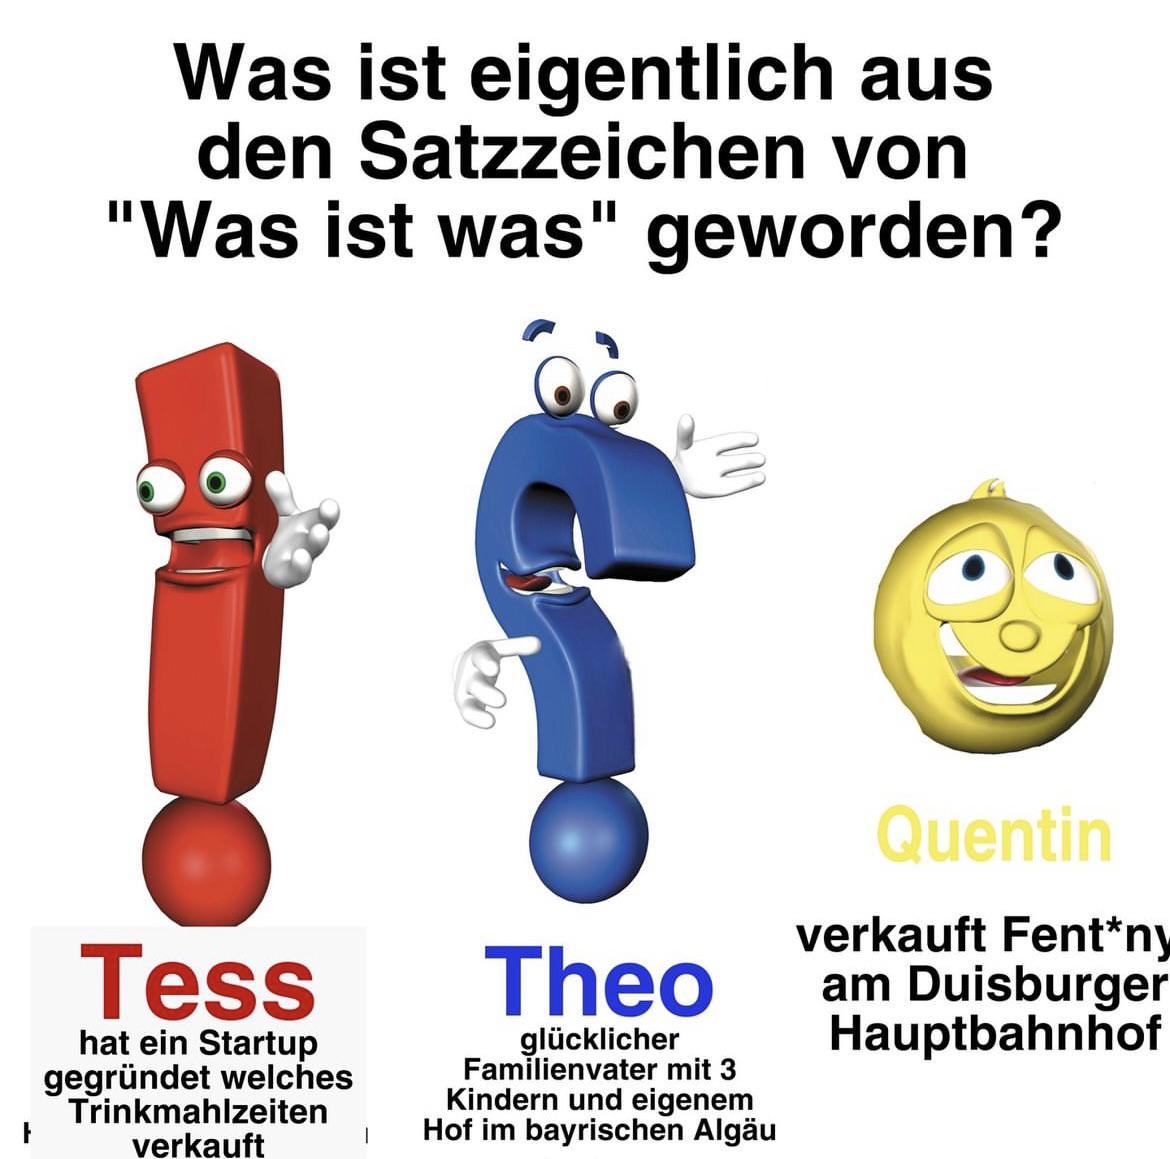 Was ist eigentlich aus
den Satzzeichen von
"Was ist was" geworden?
Tess
hat ein Startup
gegründet welches
Trinkmahlzeiten
verkauft
Theo
glücklicher
Familienvater mit 3
Kindern und eigenem
Hof im bayrischen Algäu
Quentin
verkauft Fent*ny
am Duisburger
Hauptbahnhof